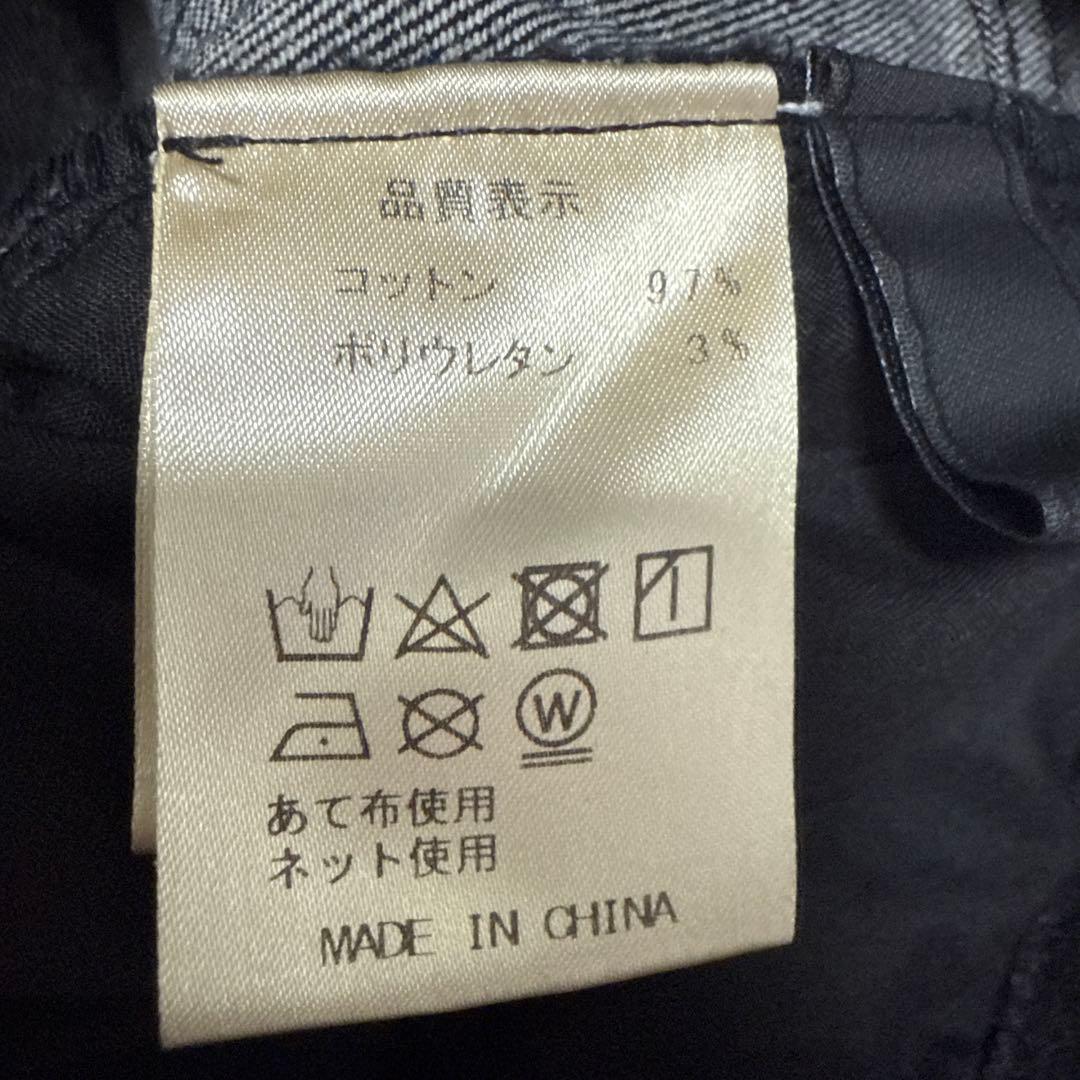 品質表示
コットン 97%
ポリウレタン 3%
W
あて布使用
ネット使用
MADE IN CHINA